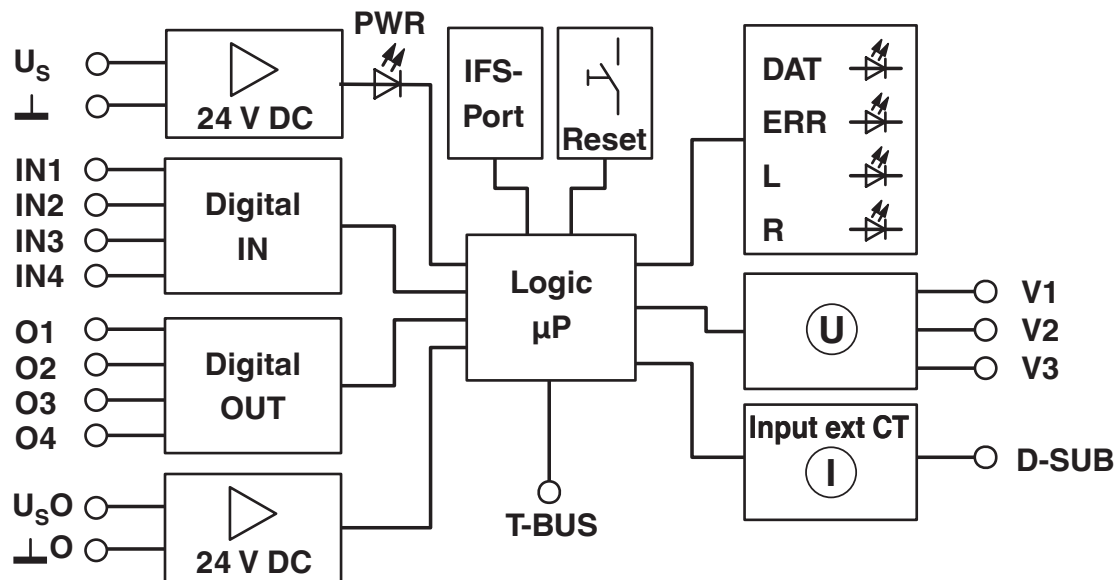 PWR
U_S
⊥
24 V DC
IFS-
Port
Reset
DAT
ERR
L
R
IN1
IN2
IN3
IN4
Digital
IN
Logic
µP
U
V1
V2
V3
O1
O2
O3
O4
Digital
OUT
Input ext CT
I
D-SUB
U_SO
⊥O
24 V DC
T-BUS